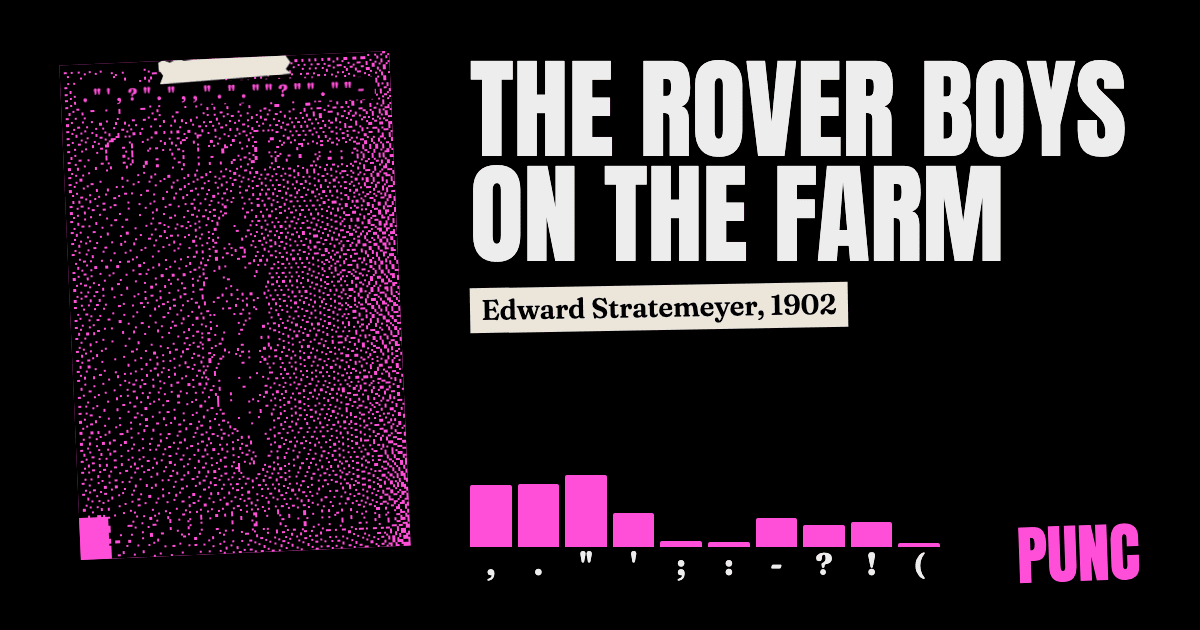 THE ROVER BOYS
ON THE FARM
Edward Stratemeyer, 1902
, . " ' ; : - ? ! (
PUNC